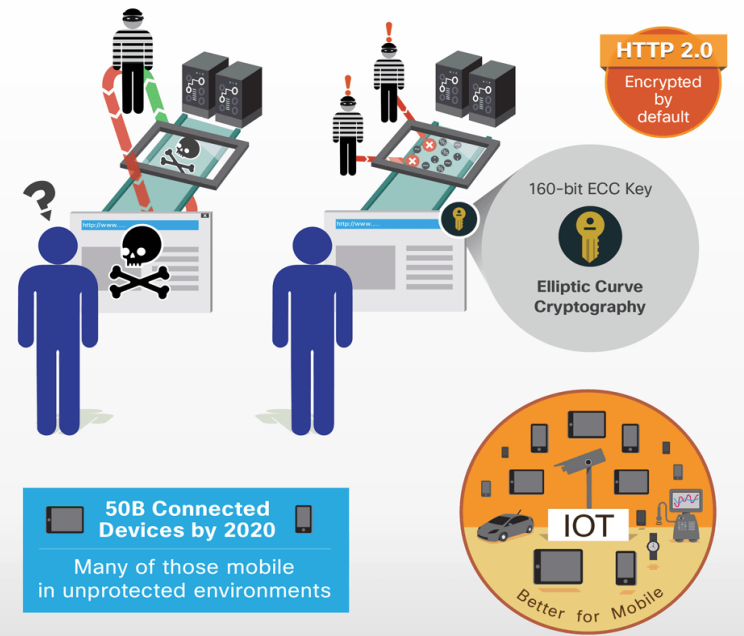 HTTP 2.0
Encrypted
by
default
http://www.....
http://www.....
160-bit ECC Key
Elliptic Curve
Cryptography
50B Connected
Devices by 2020
Many of those mobile
in unprotected environments
IOT
Better for Mobile